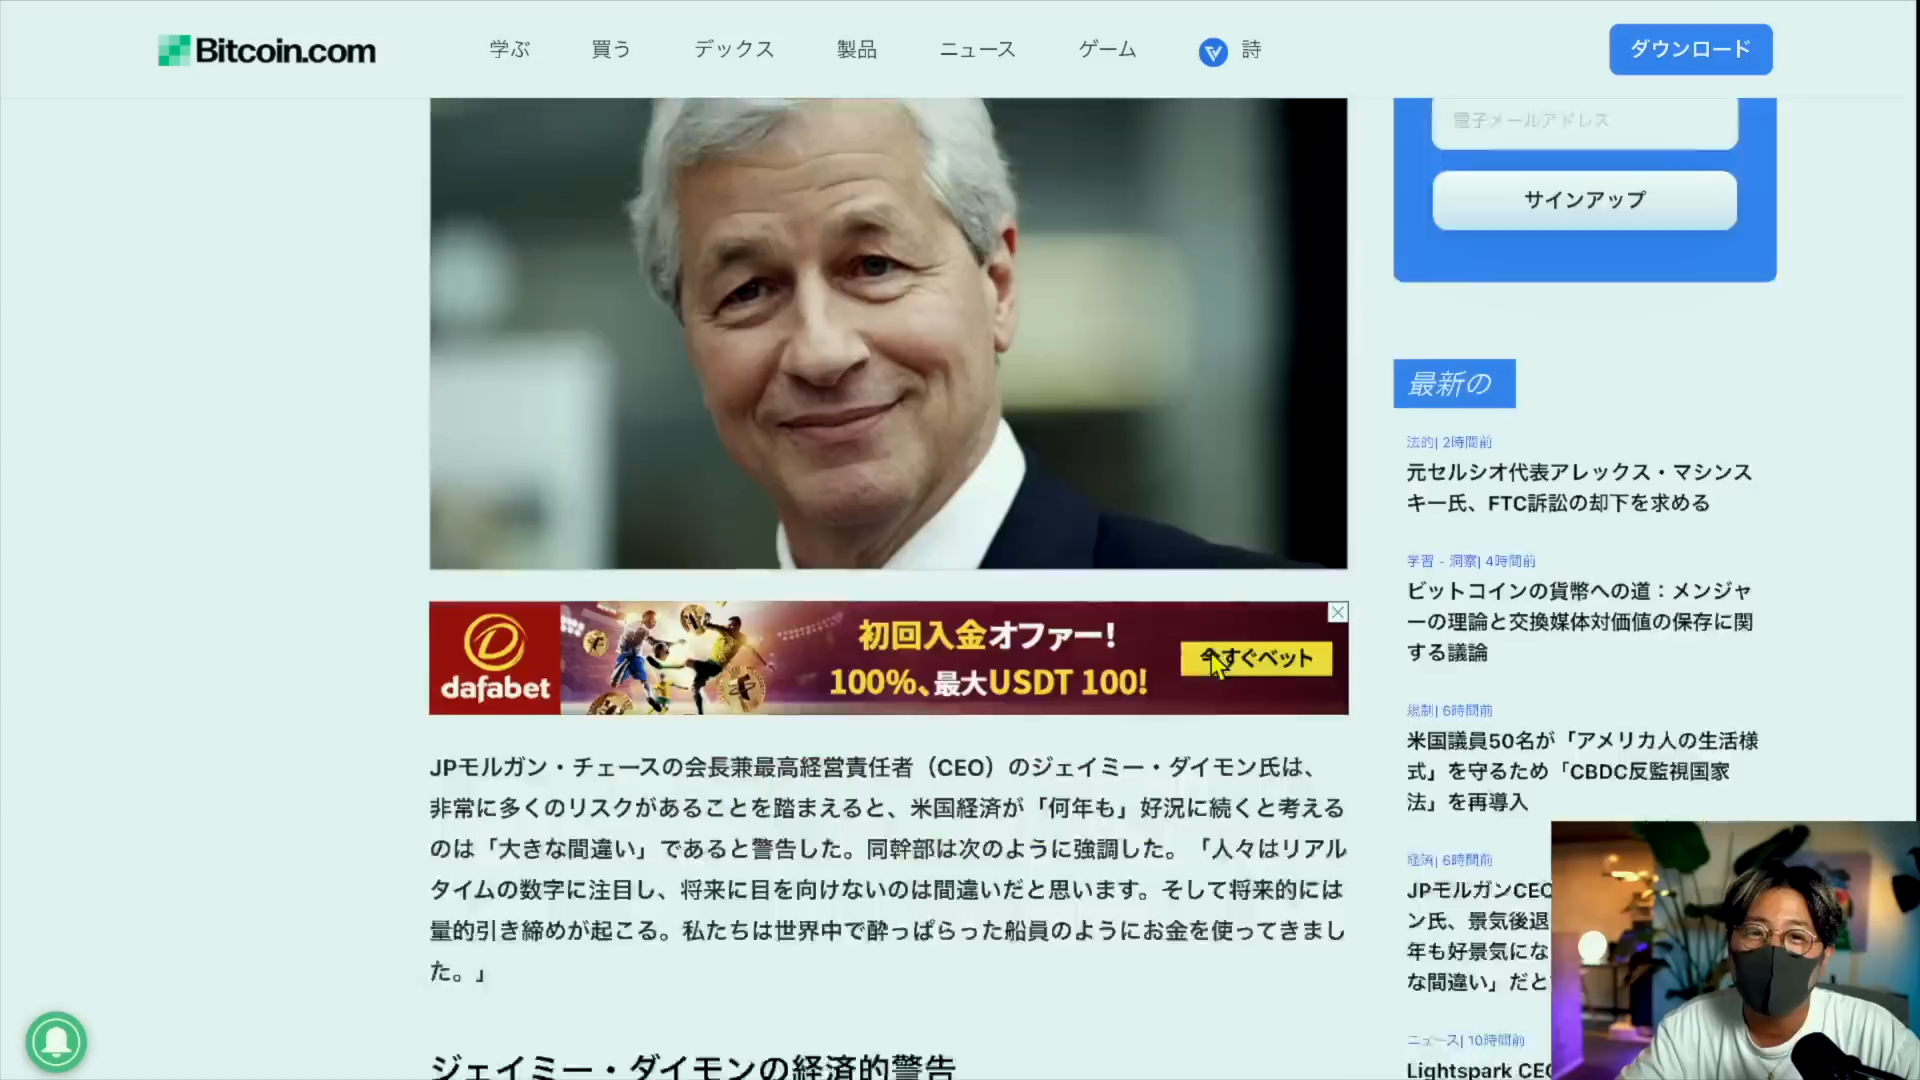 Bitcoin.com
学ぶ
買う
デックス
製品
ニュース
ゲーム
詩
ダウンロード
電子メールアドレス
サインアップ
dafabet
初回入金オファー!
100%、最大USDT 100!
今すぐベット
JPモルガン・チェースの会長兼最高経営責任者（CEO）のジェイミー・ダイモン氏は、
非常に多くのリスクがあることを踏まえると、米国経済が「何年も」好況に続くと考える
のは「大きな間違い」であると警告した。同幹部は次のように強調した。「人々はリアル
タイムの数字に注目し、将来に目を向けないのは間違いだと思います。そして将来的には
量的引き締めが起こる。私たちは世界中で酔っぱらった船員のようにお金を使ってきまし
た。」
ジェイミー・ダイモンの経済的警告
最新の
法的| 2時間前
元セルシオ代表アレックス・マシンス
キー氏、FTC訴訟の却下を求める
学習 - 洞察| 4時間前
ビットコインの貨幣への道：メンジャ
ーの理論と交換媒体対価値の保存に関
する議論
規制| 6時間前
米国議員50名が「アメリカ人の生活様
式」を守るため「CBDC反監視国家
法」を再導入
経済| 6時間前
JPモルガンCEO
ン氏、景気後退
年も好景気にな
な間違い」だと
ニュース| 10時間前
Lightspark CEO